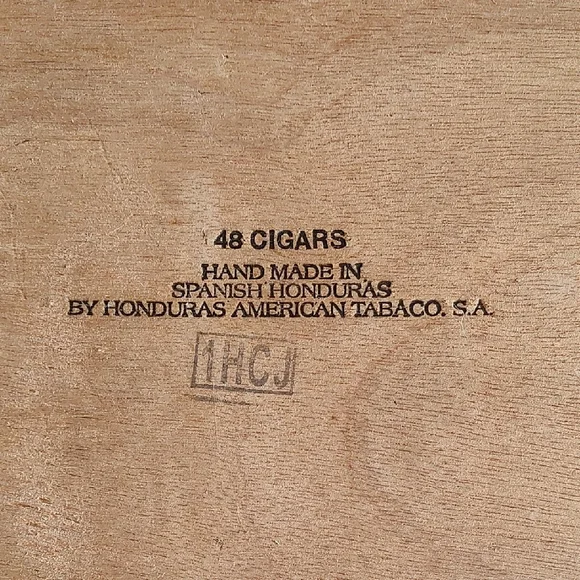 48 CIGARS
HAND MADE IN
SPANISH HONDURAS
BY HONDURAS AMERICAN TABACO. S.A.
1HCJ